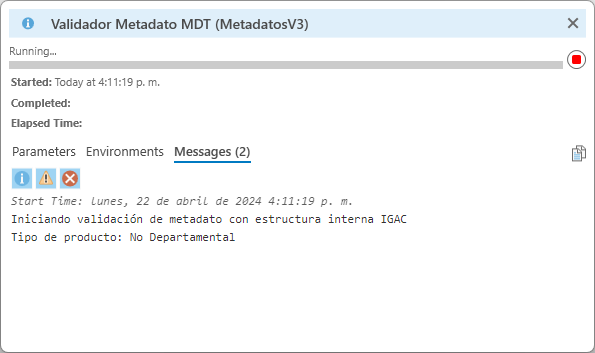 Validador Metadato MDT (MetadatosV3)
Running...
Started: Today at 4:11:19 p. m.
Completed:
Elapsed Time:
Parameters Environments Messages (2)
Start Time: lunes, 22 de abril de 2024 4:11:19 p. m.
Iniciando validación de metadato con estructura interna IGAC
Tipo de producto: No Departamental